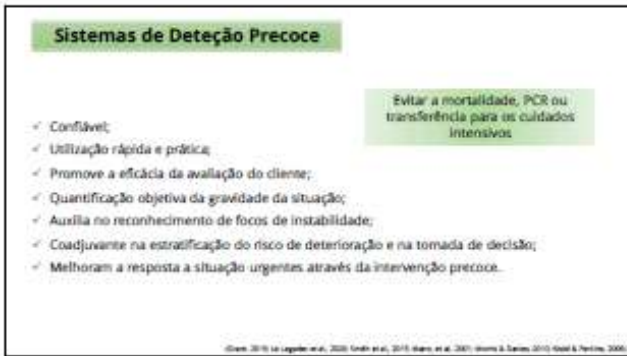 Sistemas de Deteção Precoce
Evitar a mortalidade, PCR ou
transferência para os cuidados
intensivos
✓ Confiável;
✓ Utilização rápida e prática;
✓ Promove a eficácia da avaliação do cliente;
✓ Quantificação objetiva da gravidade da situação;
✓ Auxilia no reconhecimento de focos de instabilidade;
✓ Coadjuvante na estratificação do risco de deterioração e na tomada de decisão;
✓ Melhoram a resposta a situação urgentes através da intervenção precoce.